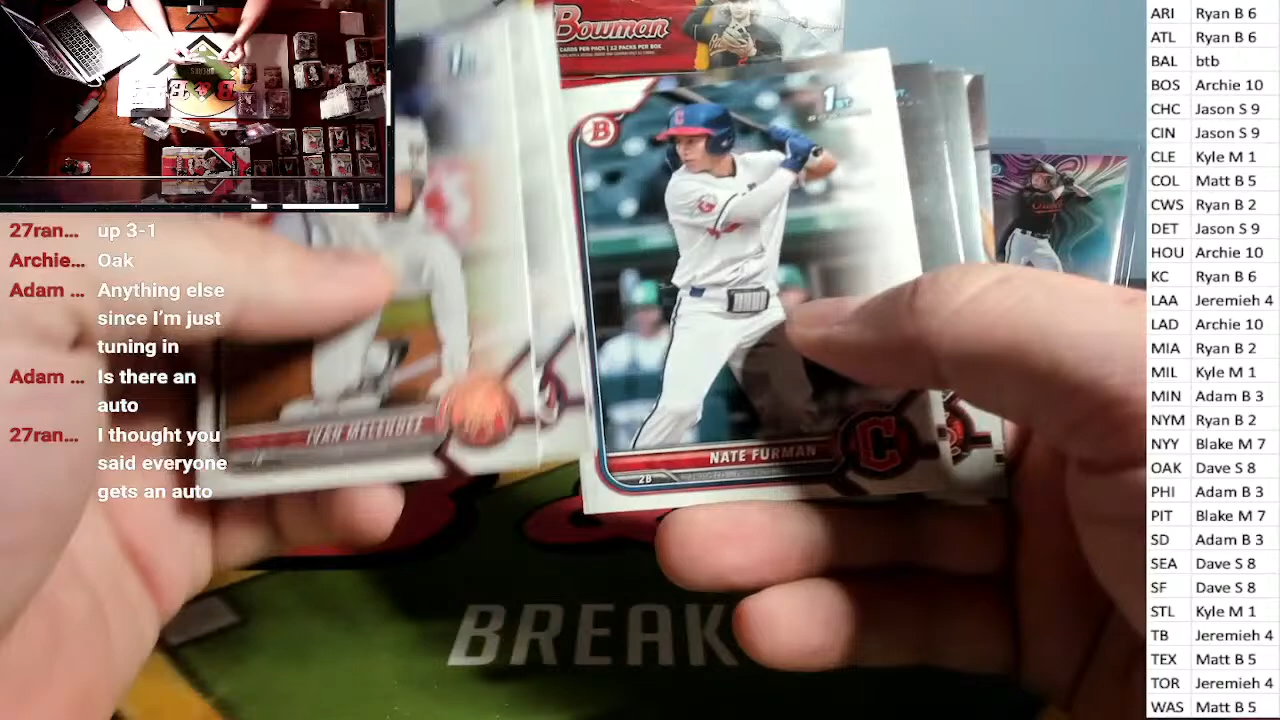 27ran... up 3-1
Archie... Oak
Adam ... Anything else
since I'm just
tuning in
Adam ... Is there an
auto
27ran... I thought you
said everyone
gets an auto
Bowman
CARDS PER PACK | 12 PACKS PER BOX
1ST
B
NATE FURMAN
2B
C
BREAK
ARI Ryan B 6
ATL Ryan B 6
BAL btb
BOS Archie 10
CHC Jason S 9
CIN Jason S 9
CLE Kyle M 1
COL Matt B 5
CWS Ryan B 2
DET Jason S 9
HOU Archie 10
KC Ryan B 6
LAA Jeremieh 4
LAD Archie 10
MIA Ryan B 2
MIL Kyle M 1
MIN Adam B 3
NYM Ryan B 2
NYY Blake M 7
OAK Dave S 8
PHI Adam B 3
PIT Blake M 7
SD Adam B 3
SEA Dave S 8
SF Dave S 8
STL Kyle M 1
TB Jeremieh 4
TEX Matt B 5
TOR Jeremieh 4
WAS Matt B 5